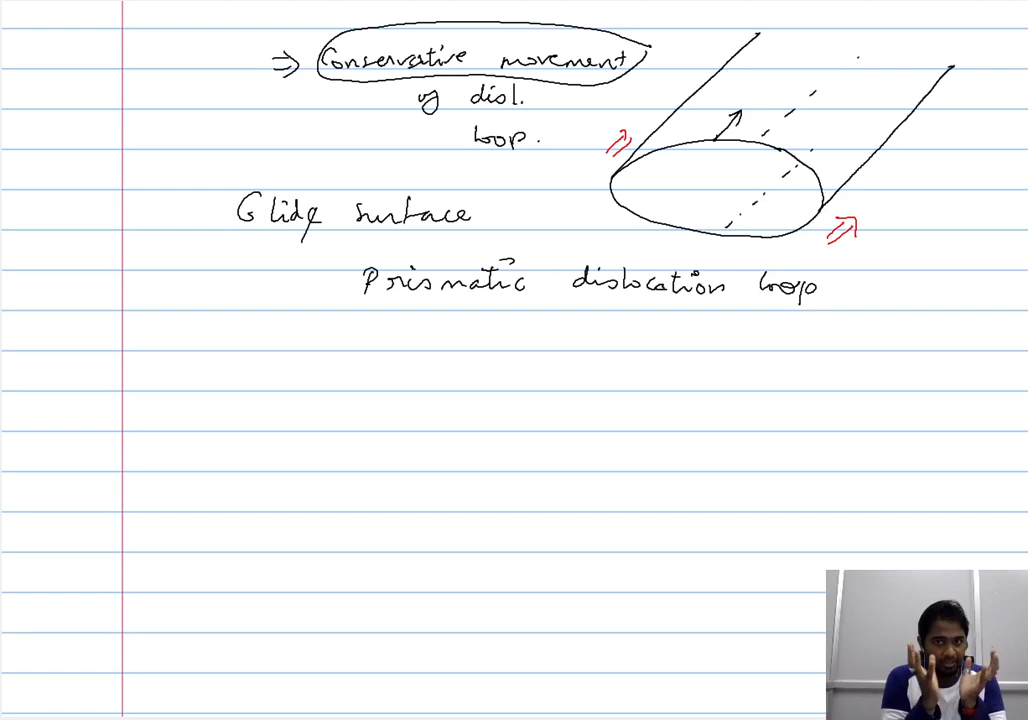 ⇒ Conservative movement
of disl.
loop.
Glide surface
Prismatic dislocation loop